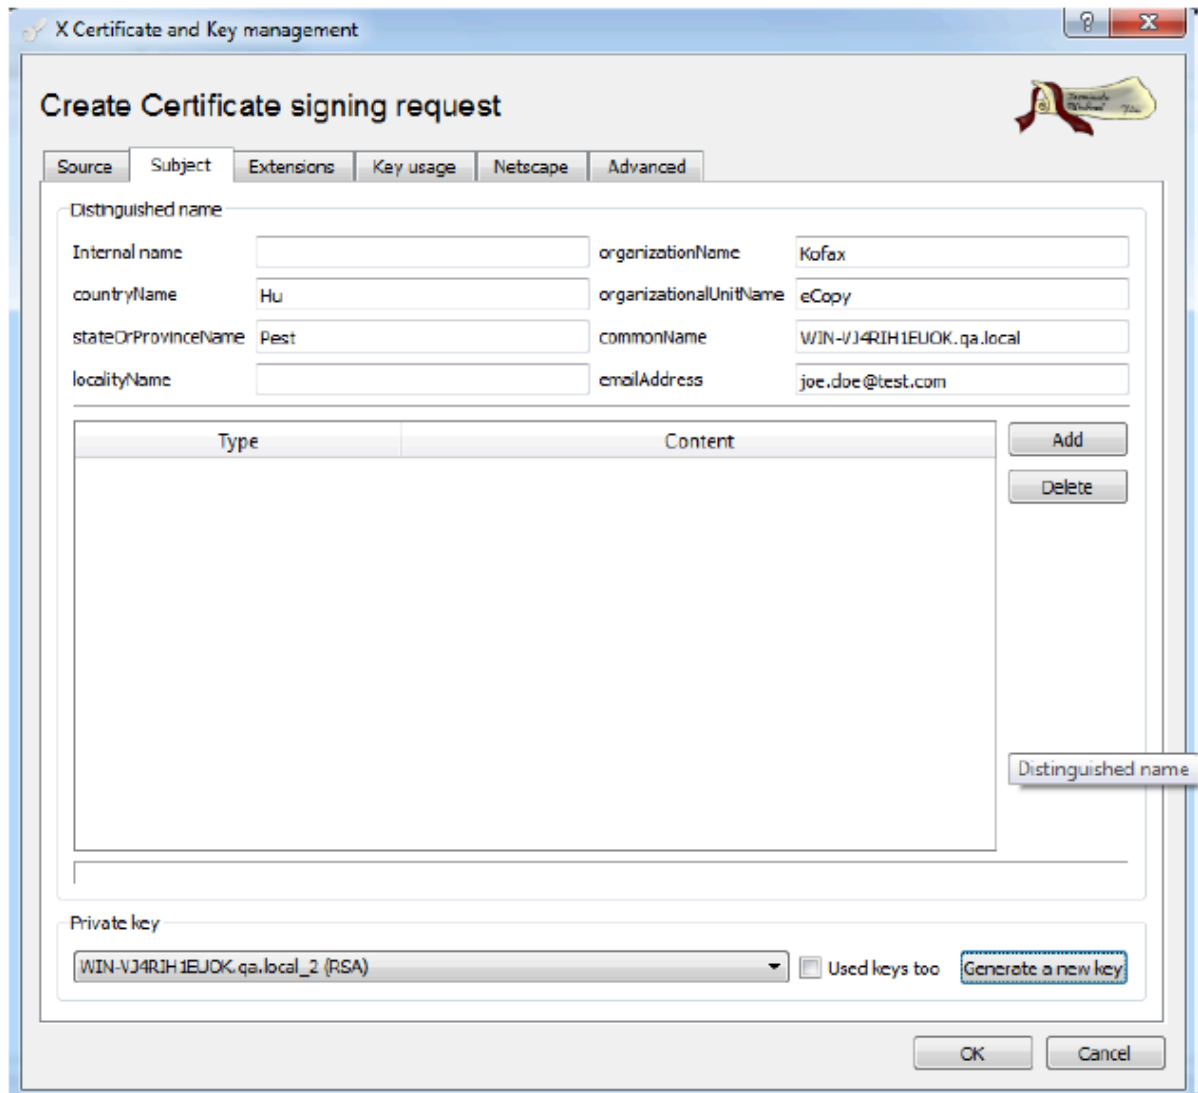 X Certificate and Key management
Create Certificate signing request
Source Subject Extensions Key usage Netscape Advanced
Distinguished name
Internal name organizationName Kofax
countryName Hu organizationalUnitName eCopy
stateOrProvinceName Pest commonName WIN-VJ4RIH1EUOK.qa.local
localityName emailAddress joe.doe@test.com
Type Content Add
Delete
Distinguished name
Private key
WIN-VJ4RIH1EUOK.qa.local_2 (RSA) Used keys too Generate a new key
OK Cancel